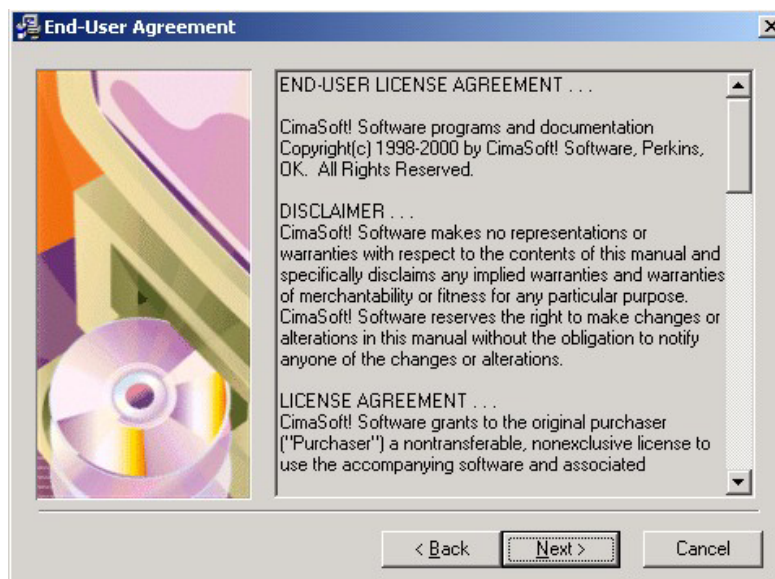 End-User Agreement
END-USER LICENSE AGREEMENT . . .
CimaSoft! Software programs and documentation
Copyright(c) 1998-2000 by CimaSoft! Software, Perkins,
OK.  All Rights Reserved.
DISCLAIMER . . .
CimaSoft! Software makes no representations or
warranties with respect to the contents of this manual and
specifically disclaims any implied warranties and warranties
of merchantability or fitness for any particular purpose.
CimaSoft! Software reserves the right to make changes or
alterations in this manual without the obligation to notify
anyone of the changes or alterations.
LICENSE AGREEMENT . . .
CimaSoft! Software grants to the original purchaser
("Purchaser") a nontransferable, nonexclusive license to
use the accompanying software and associated
< Back
Next >
Cancel